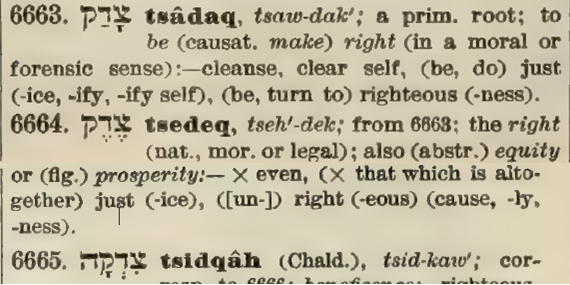 6663. צָדַק tsâdaq, tsaw-dak'; a prim. root; to
be (causat. make) right (in a moral or
forensic sense):—cleanse, clear self, (be, do) just
(-ice, -ify, -ify self), (be, turn to) righteous (-ness).
6664. צֶדֶק tsedeq, tseh'-dek; from 6663; the right
(nat., mor. or legal); also (abstr.) equity
or (fig.) prosperity:— × even, (× that which is alto-
gether) just (-ice), ([un-]) right (-eous) (cause, -ly,
-ness).
6665. צִדְקָה tsidqâh (Chald.), tsid-kaw'; cor-
to 6666; beneficence: righteous